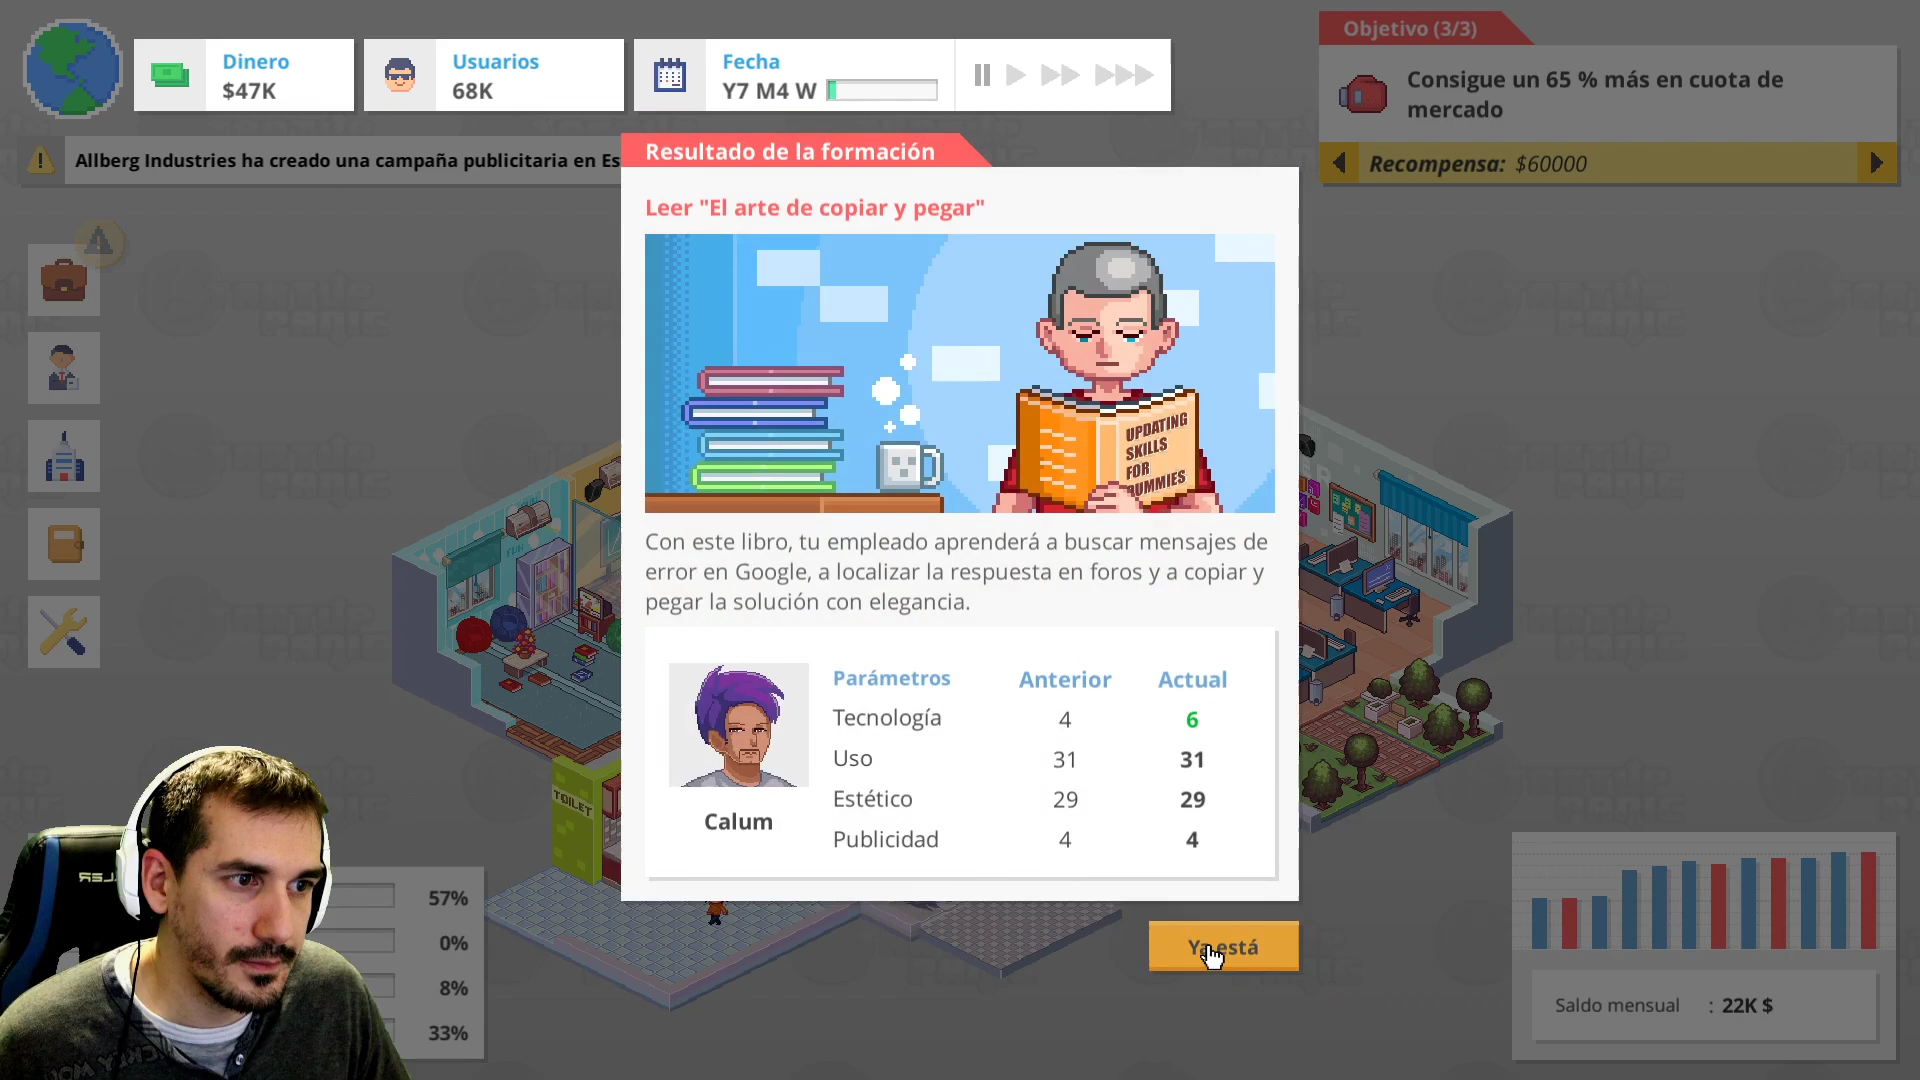 Dinero
$47K
Usuarios
68K
Fecha
Y7 M4 W
Objetivo (3/3)
Consigue un 65 % más en cuota de
mercado
Recompensa: $60000
Allberg Industries ha creado una campaña publicitaria en Es
Resultado de la formación
Leer "El arte de copiar y pegar"
UPDATING
SKILLS
FOR
DUMMIES
Con este libro, tu empleado aprenderá a buscar mensajes de
error en Google, a localizar la respuesta en foros y a copiar y
pegar la solución con elegancia.
Parámetros Anterior Actual
Tecnología 4 6
Uso 31 31
Estético 29 29
Publicidad 4 4
Calum
Ya está
TOILET
57%
0%
8%
33%
Saldo mensual : 22K $